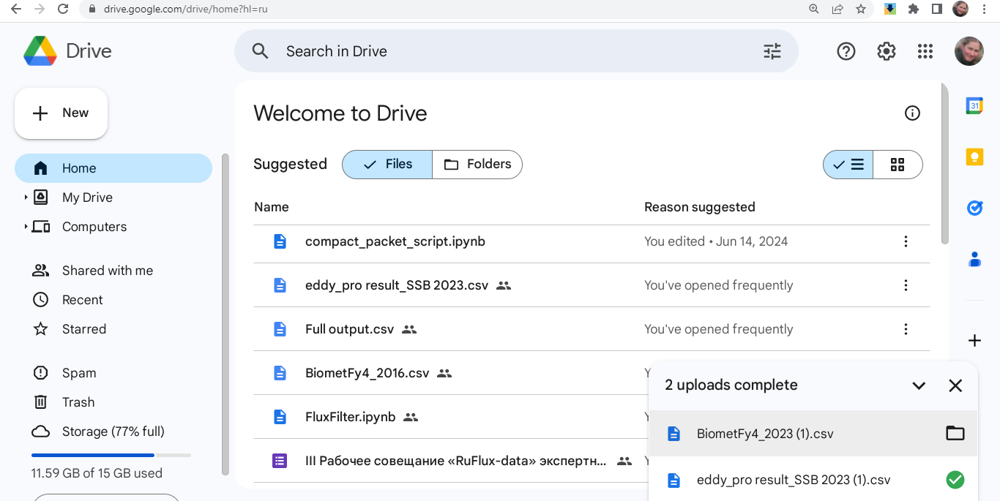 drive.google.com/drive/home?hl=ru
Drive
Search in Drive
New
Home
My Drive
Computers
Shared with me
Recent
Starred
Spam
Trash
Storage (77% full)
11.59 GB of 15 GB used
Welcome to Drive
Suggested Files Folders
Name Reason suggested
compact_packet_script.ipynb You edited • Jun 14, 2024
eddy_pro result_SSB 2023.csv You've opened frequently
Full output.csv You've opened frequently
BiometFy4_2016.csv
FluxFilter.ipynb
III Рабочее совещание «RuFlux-data» экспертн...
31
2 uploads complete
BiometFy4_2023 (1).csv
eddy_pro result_SSB 2023 (1).csv